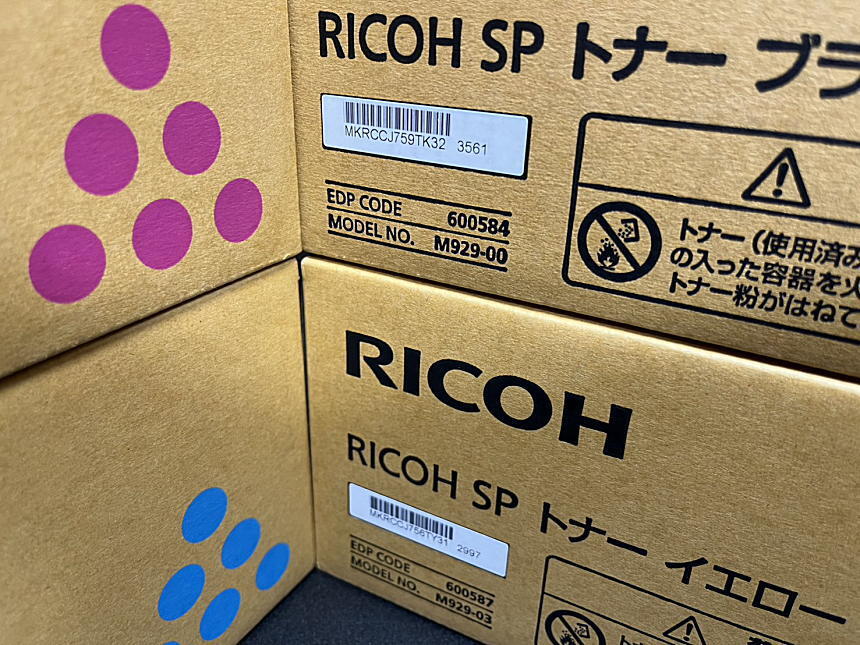 RICOH SP トナー ブラ
MKRCCJ759TK32 3561
EDP CODE 600584
MODEL NO. M929-00
トナー(使用済み
の入った容器を火
トナー粉がはねて
RICOH
RICOH SP トナー イエロー
MKRCCJ756TY31 2997
EDP CODE 600587
MODEL NO. M929-03